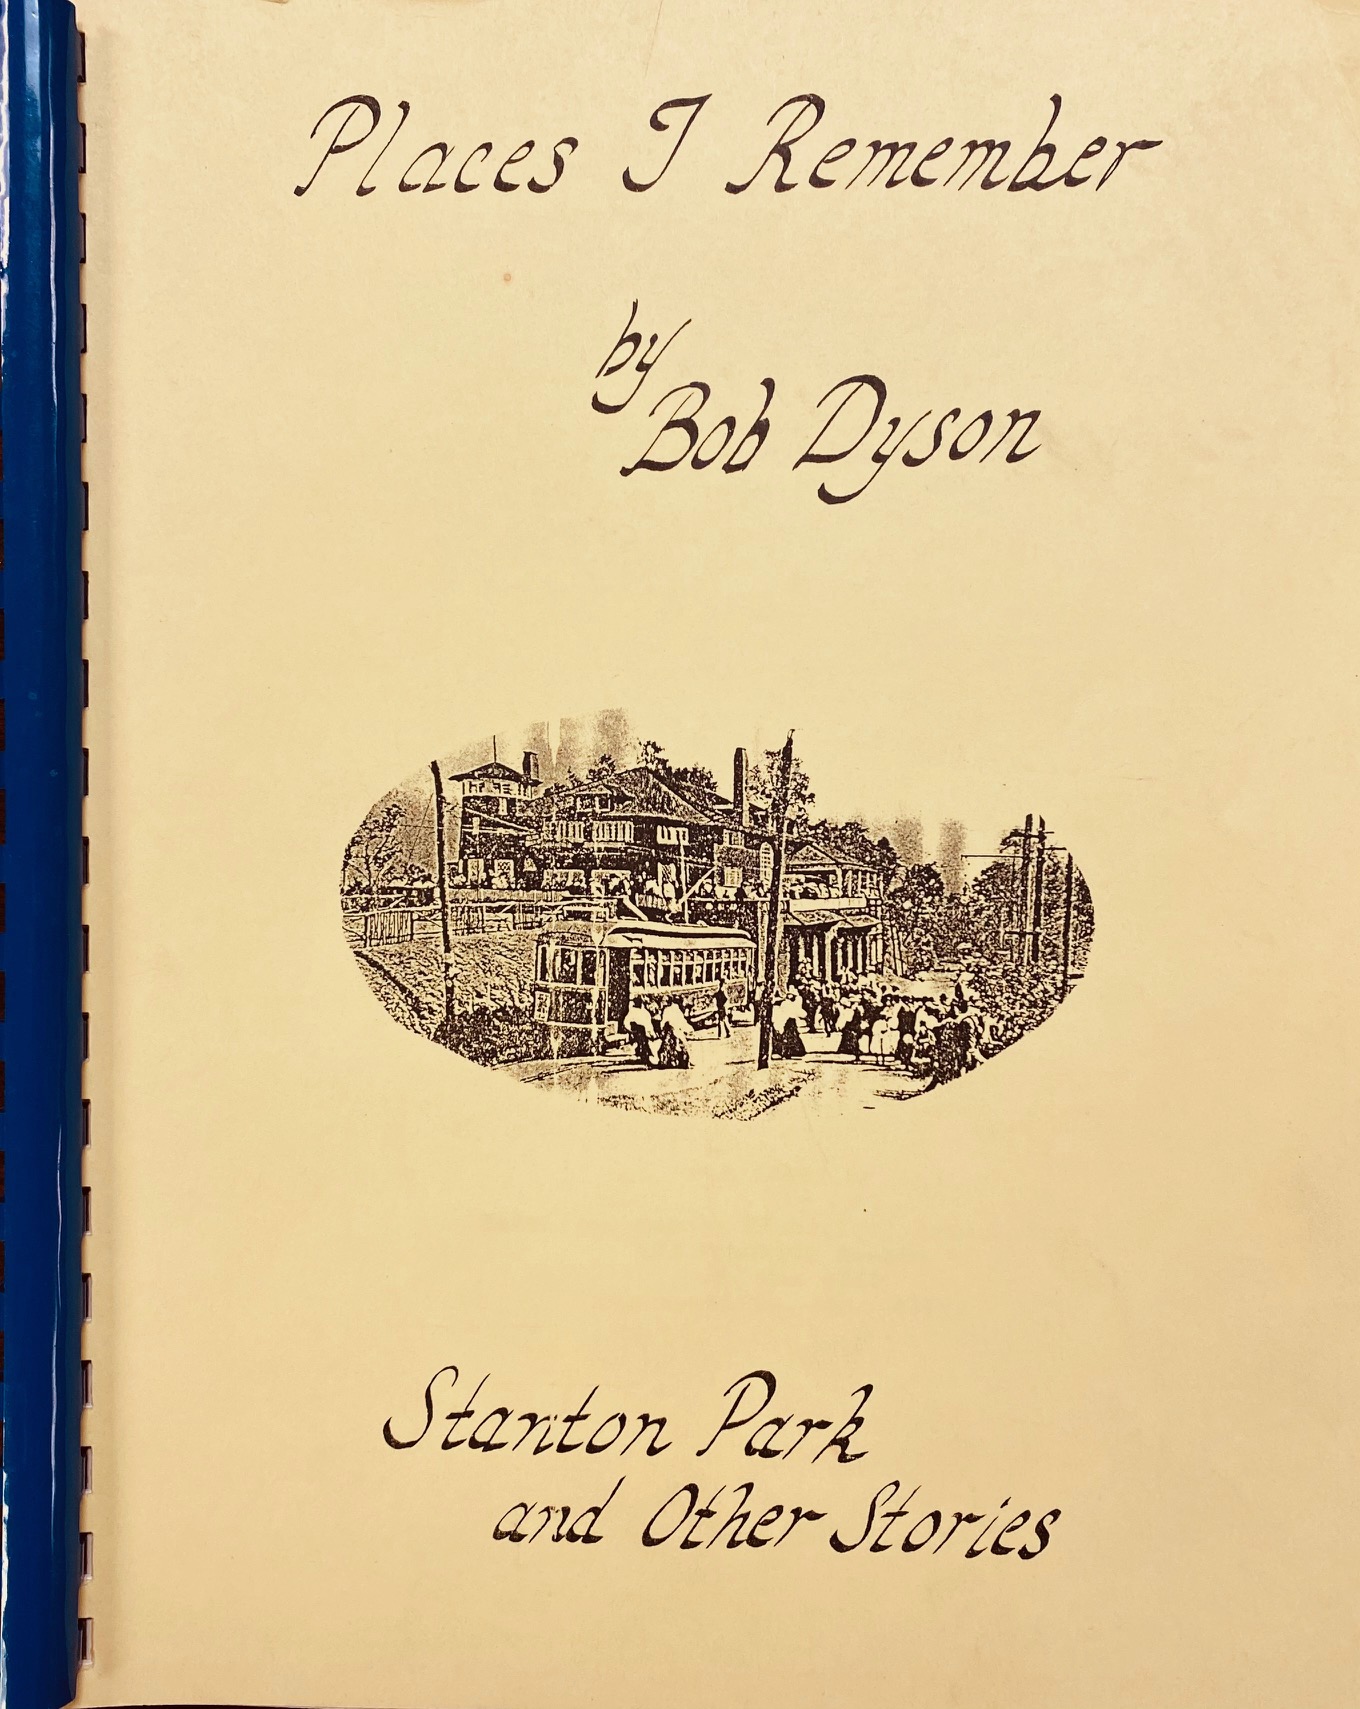 Places I Remember
by
Bob Dyson
Stanton Park
and Other Stories